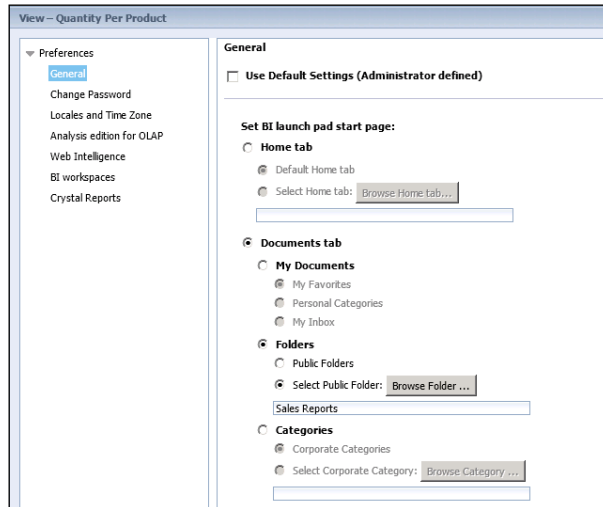 View – Quantity Per Product
Preferences
General
Change Password
Locales and Time Zone
Analysis edition for OLAP
Web Intelligence
BI workspaces
Crystal Reports
General
Use Default Settings (Administrator defined)
Set BI launch pad start page:
Home tab
Default Home tab
Select Home tab: Browse Home tab...
Documents tab
My Documents
My Favorites
Personal Categories
My Inbox
Folders
Public Folders
Select Public Folder: Browse Folder ...
Sales Reports
Categories
Corporate Categories
Select Corporate Category: Browse Category ...